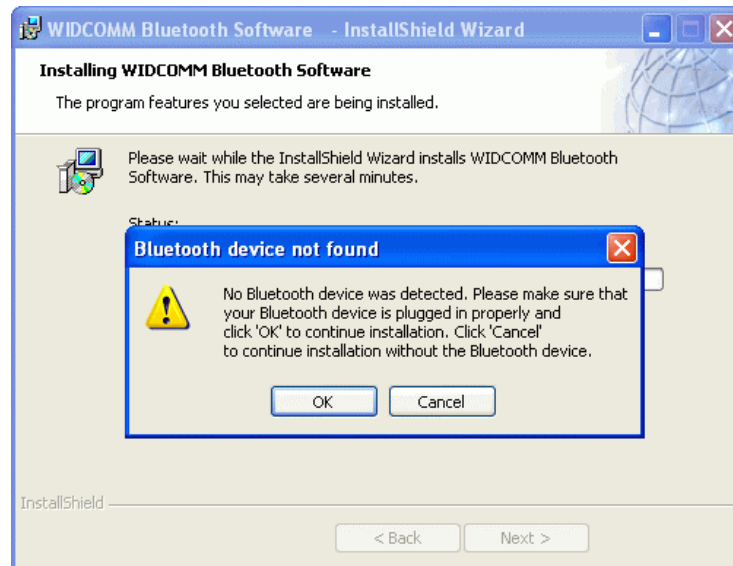 WIDCOMM Bluetooth Software - InstallShield Wizard
Installing WIDCOMM Bluetooth Software
The program features you selected are being installed.
Please wait while the InstallShield Wizard installs WIDCOMM Bluetooth
Software. This may take several minutes.
Status:
Bluetooth device not found
No Bluetooth device was detected. Please make sure that
your Bluetooth device is plugged in properly and
click 'OK' to continue installation. Click 'Cancel'
to continue installation without the Bluetooth device.
OK Cancel
InstallShield
< Back Next >